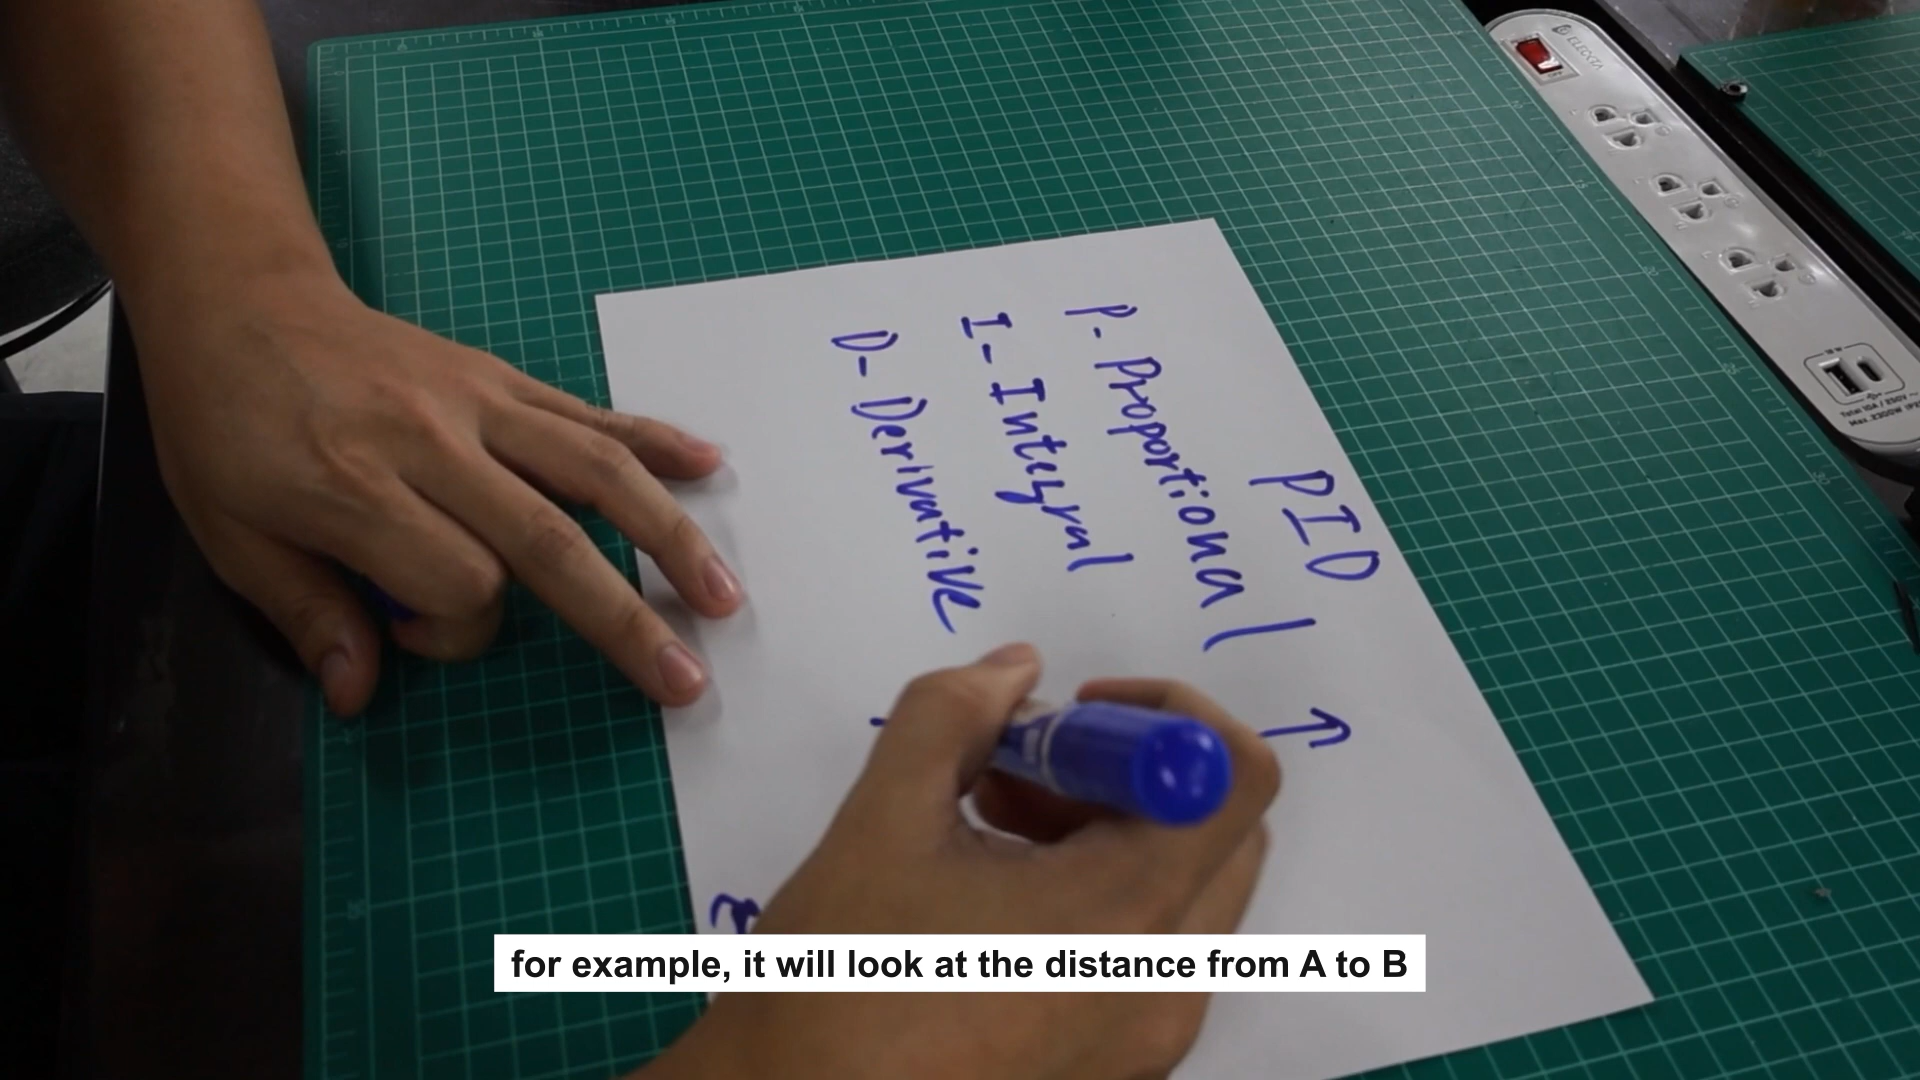 PID
P- Proportional
I- Integral
D- Derivative
for example, it will look at the distance from A to B